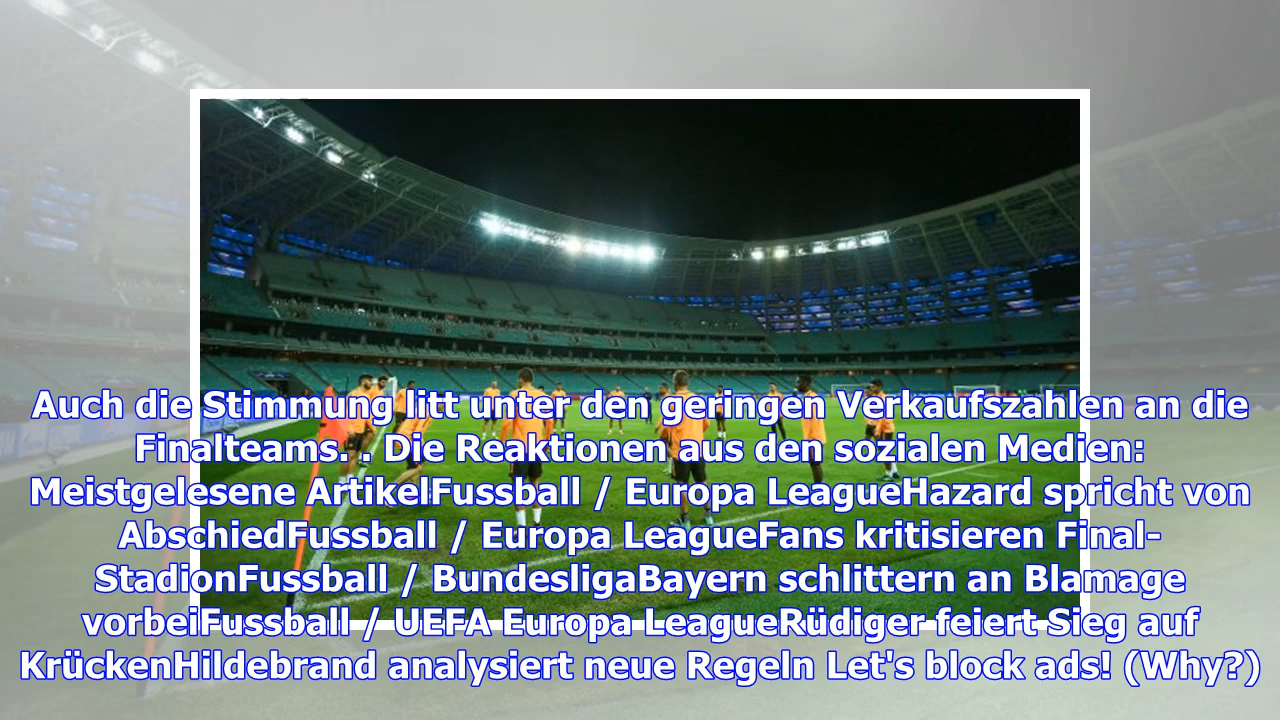 Auch die Stimmung litt unter den geringen Verkaufszahlen an die
Finalteams. . Die Reaktionen aus den sozialen Medien:
Meistgelesene ArtikelFussball / Europa LeagueHazard spricht von
AbschiedFussball / Europa LeagueFans kritisieren Final-
StadionFussball / BundesligaBayern schlittern an Blamage
vorbeiFussball / UEFA Europa LeagueRüdiger feiert Sieg auf
KrückenHildebrand analysiert neue Regeln Let's block ads! (Why?)